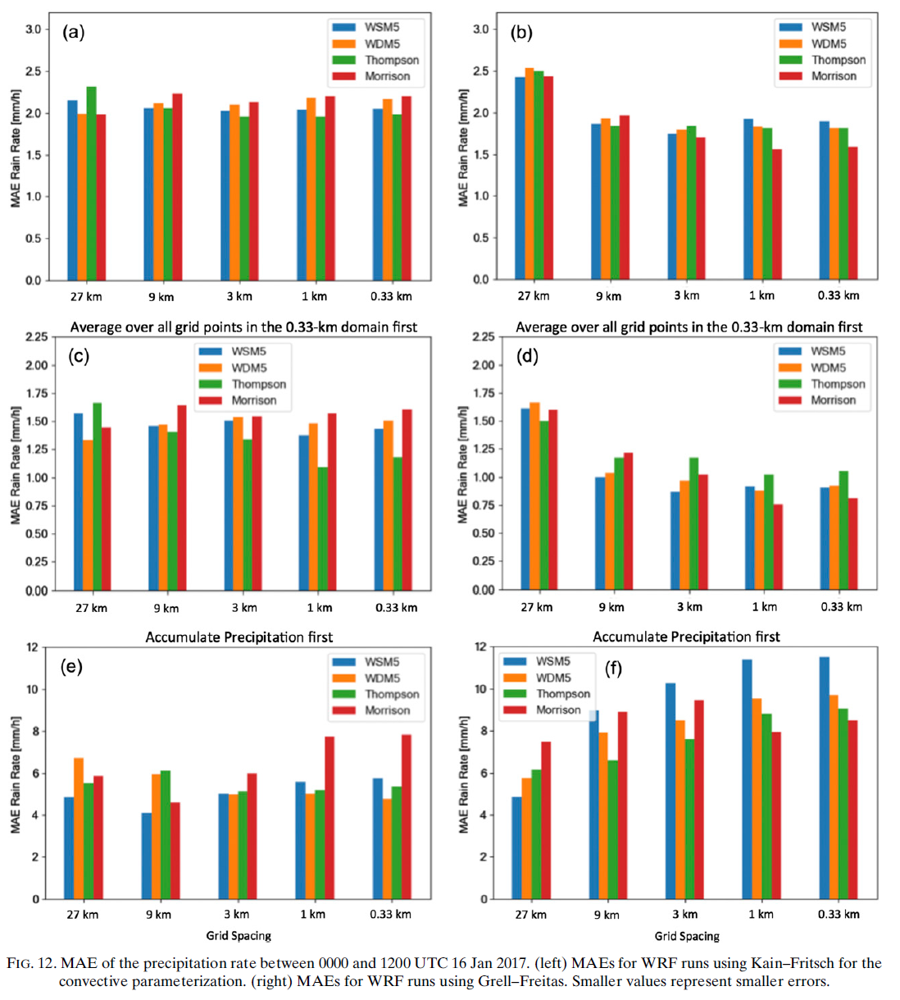 (a)
WSM5
WDM5
Thompson
Morrison
3.0
2.5
2.0
1.5
1.0
0.5
0.0
MAE Rain Rate [mm/h]
27 km 9 km 3 km 1 km 0.33 km
(b)
WSM5
WDM5
Thompson
Morrison
3.0
2.5
2.0
1.5
1.0
0.5
0.0
MAE Rain Rate [mm/h]
27 km 9 km 3 km 1 km 0.33 km
Average over all grid points in the 0.33-km domain first
(c)
WSM5
WDM5
Thompson
Morrison
2.25
2.00
1.75
1.50
1.25
1.00
0.75
0.50
0.25
0.00
MAE Rain Rate [mm/h]
27 km 9 km 3 km 1 km 0.33 km
Average over all grid points in the 0.33-km domain first
(d)
WSM5
WDM5
Thompson
Morrison
2.25
2.00
1.75
1.50
1.25
1.00
0.75
0.50
0.25
0.00
MAE Rain Rate [mm/h]
27 km 9 km 3 km 1 km 0.33 km
Accumulate Precipitation first
(e)
WSM5
WDM5
Thompson
Morrison
12
10
8
6
4
2
0
MAE Rain Rate [mm/h]
27 km 9 km 3 km 1 km 0.33 km
Grid Spacing
Accumulate Precipitation first
(f)
WSM5
WDM5
Thompson
Morrison
12
10
8
6
4
2
0
MAE Rain Rate [mm/h]
27 km 9 km 3 km 1 km 0.33 km
Grid Spacing
FIG. 12. MAE of the precipitation rate between 0000 and 1200 UTC 16 Jan 2017. (left) MAEs for WRF runs using Kain–Fritsch for the
convective parameterization. (right) MAEs for WRF runs using Grell–Freitas. Smaller values represent smaller errors.